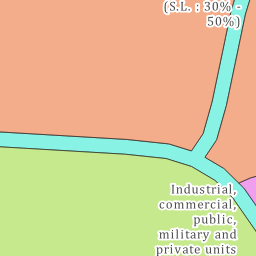 (S.L. : 30% -
50%)
Industrial,
commercial,
public,
military and
private units